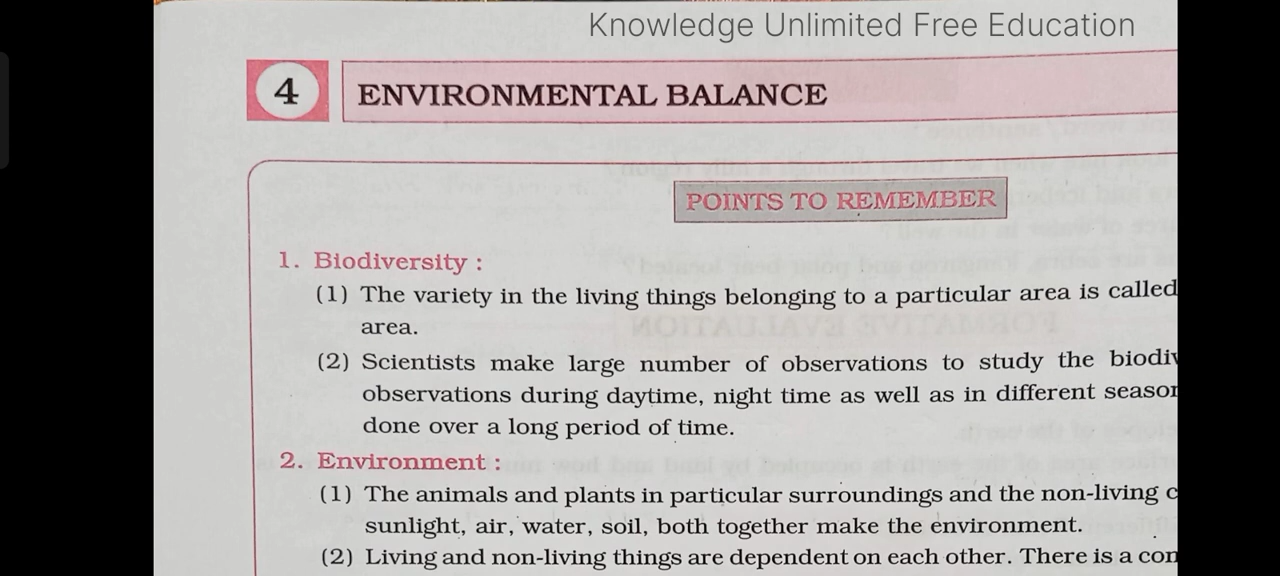 Knowledge Unlimited Free Education
4 ENVIRONMENTAL BALANCE
POINTS TO REMEMBER
1. Biodiversity :
(1) The variety in the living things belonging to a particular area is called
area.
(2) Scientists make large number of observations to study the
observations during daytime, night time as well as in different
done over a long period of time.
2. Environment :
(1) The animals and plants in particular surroundings and the non-living
sunlight, air, water, soil, both together make the environment.
(2) Living and non-living things are dependent on each other. There is a